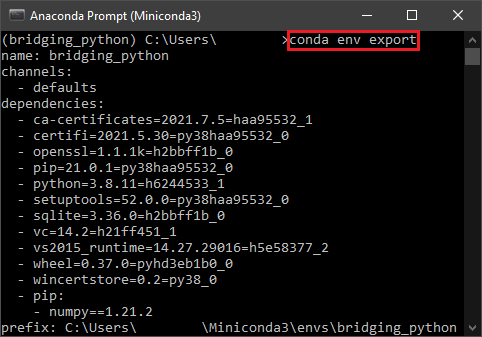 Anaconda Prompt (Miniconda3)
(bridging_python) C:\Users\ >conda env export
name: bridging_python
channels:
  - defaults
dependencies:
  - ca-certificates=2021.7.5=haa95532_1
  - certifi=2021.5.30=py38haa95532_0
  - openssl=1.1.1k=h2bbff1b_0
  - pip=21.0.1=py38haa95532_0
  - python=3.8.11=h6244533_1
  - setuptools=52.0.0=py38haa95532_0
  - sqlite=3.36.0=h2bbff1b_0
  - vc=14.2=h21ff451_1
  - vs2015_runtime=14.27.29016=h5e58377_2
  - wheel=0.37.0=pyhd3eb1b0_0
  - wincertstore=0.2=py38_0
  - pip:
    - numpy==1.21.2
prefix: C:\Users\ \Miniconda3\envs\bridging_python